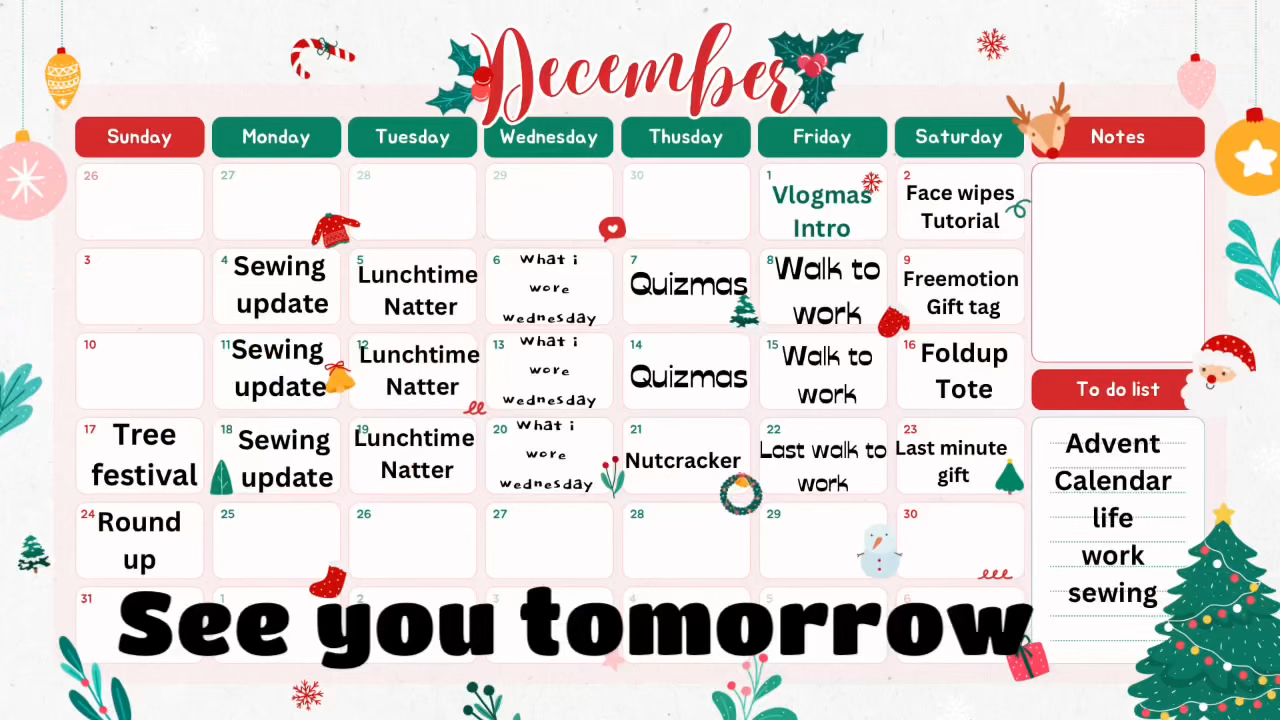 December
Sunday Monday Tuesday Wednesday Thusday Friday Saturday Notes
26 27 28 29 30 1 2
Vlogmas
Intro
Face wipes
Tutorial
3 4 5 6 7 8 9
Sewing
update
Lunchtime
Natter
What i
wore
wednesday
Quizmas
Walk to
work
Freemotion
Gift tag
10 11 12 13 14 15 16
Sewing
update
Lunchtime
Natter
What i
wore
wednesday
Quizmas
Walk to
work
Foldup
Tote
To do list
17 18 19 20 21 22 23
Tree
festival
Sewing
update
Lunchtime
Natter
What i
wore
wednesday
Nutcracker
Last walk to
work
Last minute
gift
Advent
Calendar
life
work
sewing
24 25 26 27 28 29 30
Round
up
31 1 2 4 5 6
See you tomorrow